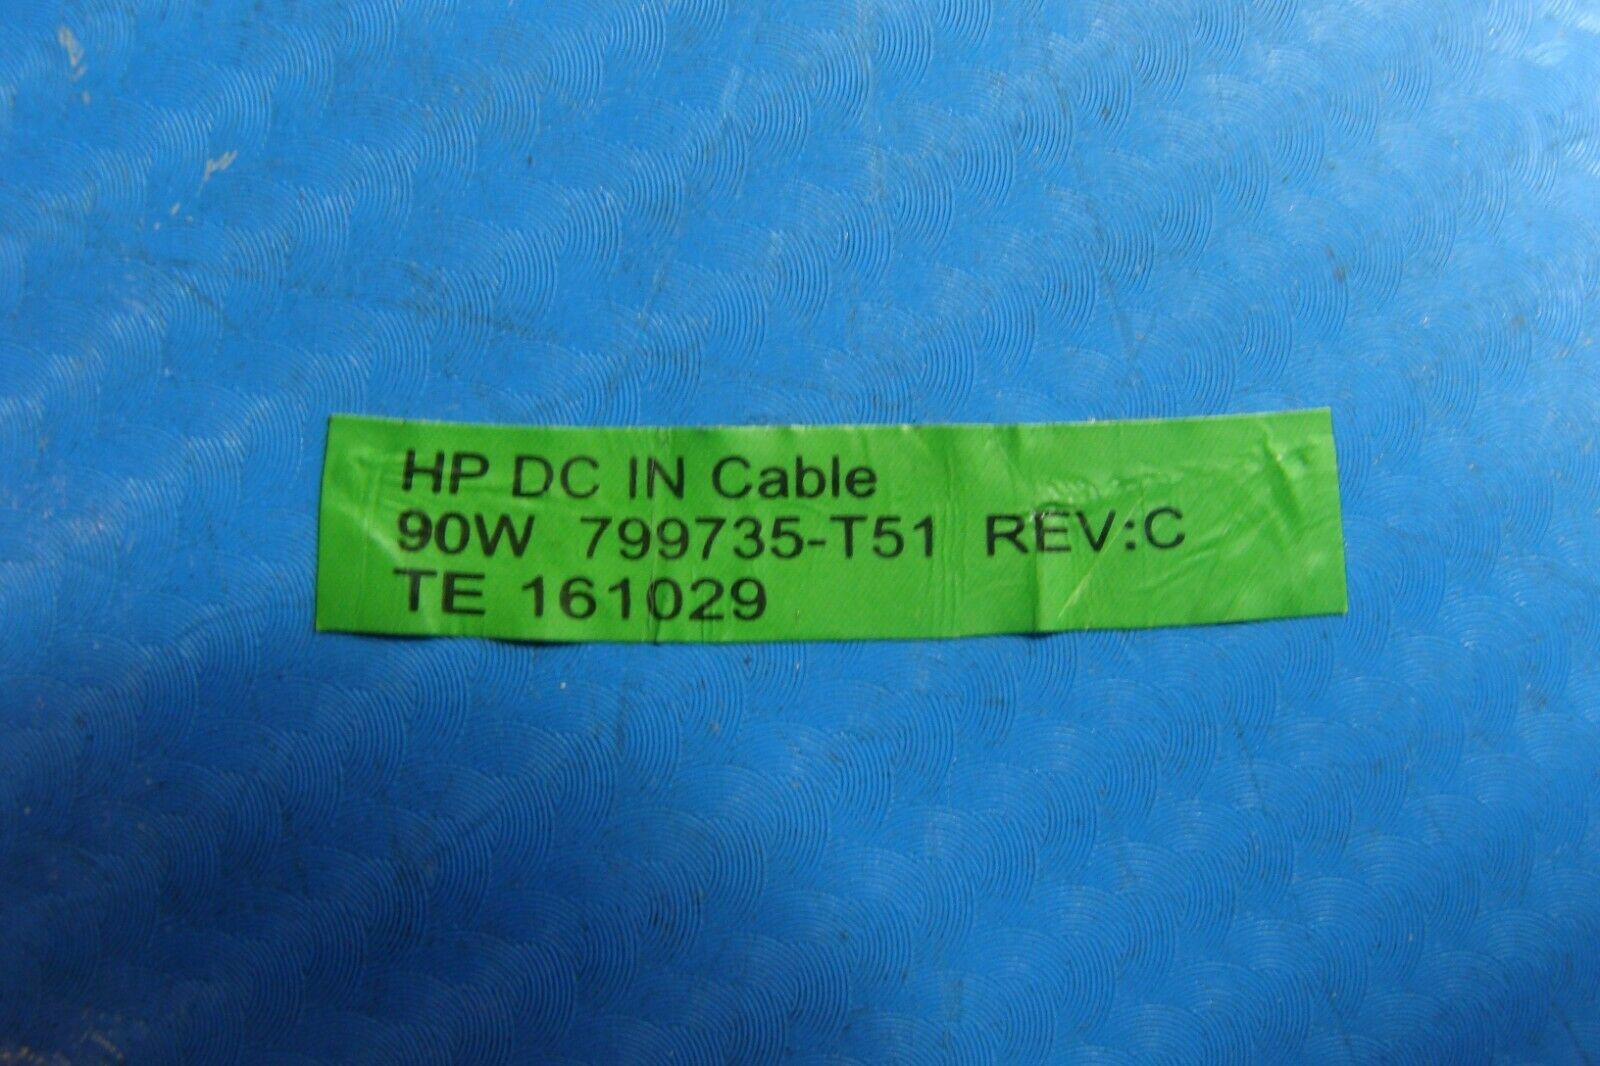 HP DC IN Cable
90W 799735-T51 REV:C
TE 161029